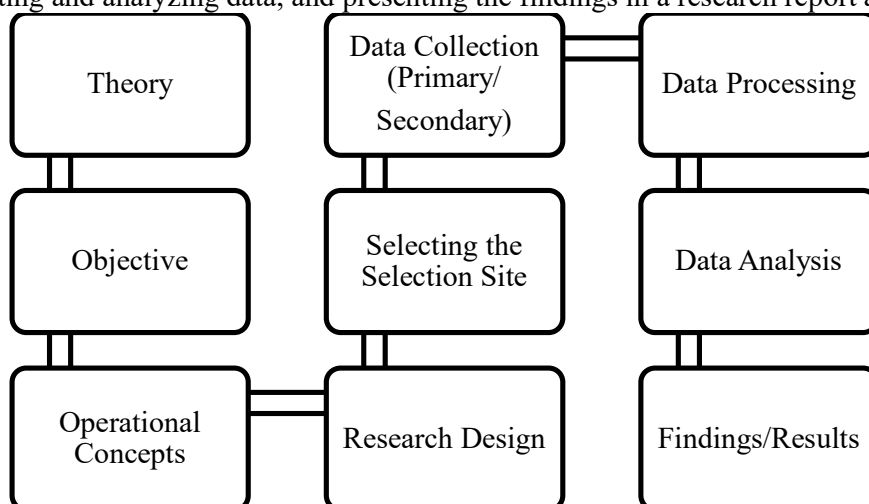 ting and analyzing data, and presenting the findings in a research report a
Theory
Objective
Operational
Concepts
Research Design
Selecting the
Selection Site
Data Collection
(Primary/
Secondary)
Data Processing
Data Analysis
Findings/Results